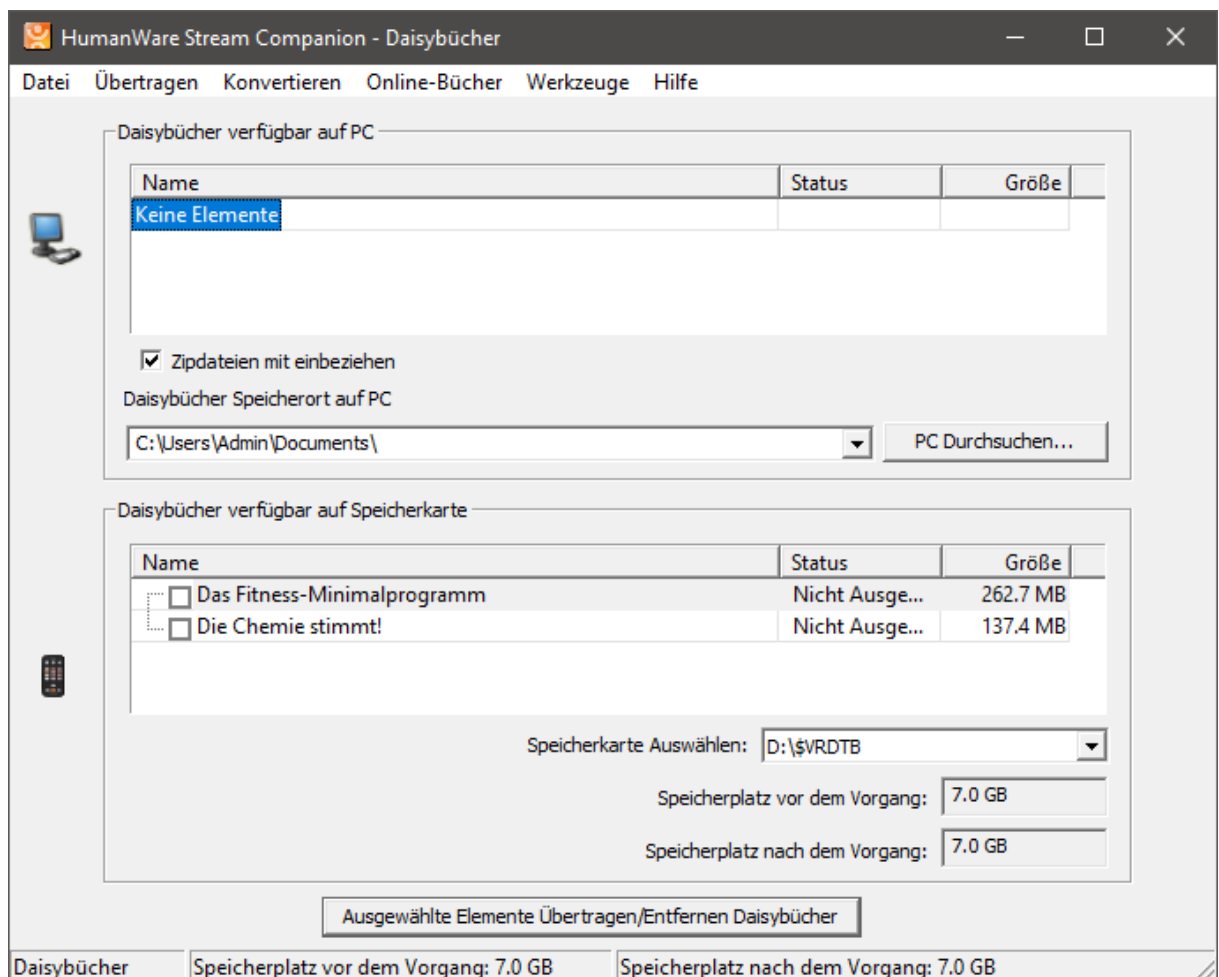 HumanWare Stream Companion - Daisybücher
Datei Übertragen Konvertieren Online-Bücher Werkzeuge Hilfe
Daisybücher verfügbar auf PC
Name Status Größe
Keine Elemente
Zipdateien mit einbeziehen
Daisybücher Speicherort auf PC
C:\Users\Admin\Documents\ PC Durchsuchen...
Daisybücher verfügbar auf Speicherkarte
Name Status Größe
Das Fitness-Minimalprogramm Nicht Ausge... 262.7 MB
Die Chemie stimmt! Nicht Ausge... 137.4 MB
Speicherkarte Auswählen: D:\$VRDTB
Speicherplatz vor dem Vorgang: 7.0 GB
Speicherplatz nach dem Vorgang: 7.0 GB
Ausgewählte Elemente Übertragen/Entfernen Daisybücher
Daisybücher Speicherplatz vor dem Vorgang: 7.0 GB Speicherplatz nach dem Vorgang: 7.0 GB